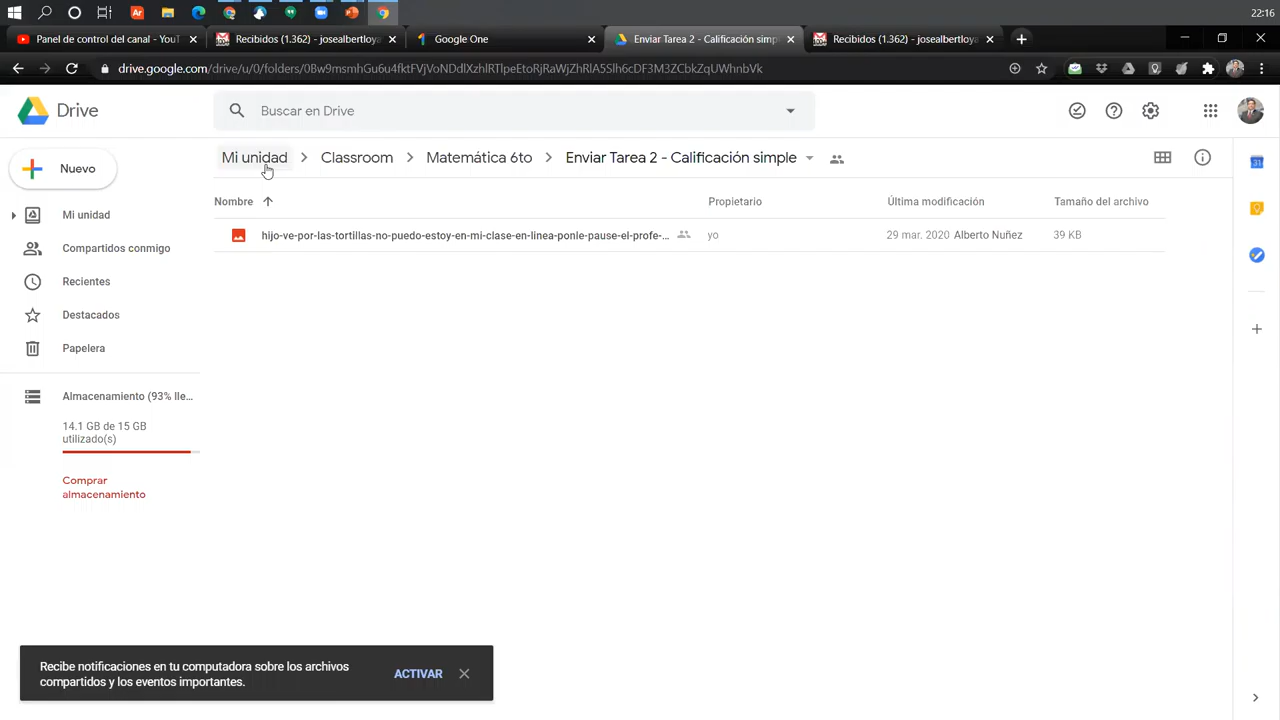 22:16
Panel de control del canal - YouT
Recibidos (1.362) - josealbertloya
Google One
Enviar Tarea 2 - Calificación simp
Recibidos (1.362) - josealbertloya
drive.google.com/drive/u/0/folders/0Bw9msmhGu6u4fktFVjVoNDdlXzhlRTlpeEtoRjRaWjZhRlA5Slh6cDF3M3ZCbkZqUWhnbVk
Drive
Buscar en Drive
Nuevo
Mi unidad
Compartidos conmigo
Recientes
Destacados
Papelera
Almacenamiento (93% lle...
14.1 GB de 15 GB
utilizado(s)
Comprar
almacenamiento
Mi unidad > Classroom > Matemática 6to > Enviar Tarea 2 - Calificación simple
Nombre Propietario Última modificación Tamaño del archivo
hijo-ve-por-las-tortillas-no-puedo-estoy-en-mi-clase-en-linea-ponle-pause-el-profe-... yo 29 mar. 2020 Alberto Nuñez 39 KB
Recibe notificaciones en tu computadora sobre los archivos
compartidos y los eventos importantes.
ACTIVAR